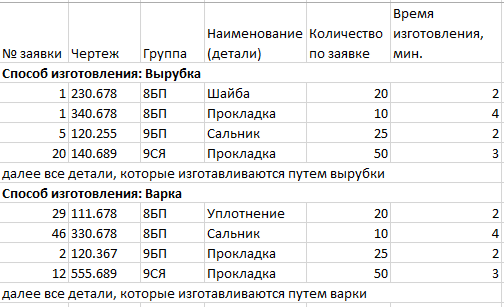 № заявки Чертеж Группа Наименование (детали) Количество по заявке Время изготовления, мин.
Способ изготовления: Вырубка
1 230.678 8БП Шайба 20 2
1 340.678 8БП Прокладка 10 4
5 120.255 9БП Сальник 25 2
20 140.689 9СЯ Прокладка 50 3
далее все детали, которые изготавливаются путем вырубки
Способ изготовления: Варка
29 111.678 8БП Уплотнение 20 2
46 330.678 8БП Сальник 10 4
2 120.367 9БП Прокладка 25 2
12 555.689 9СЯ Прокладка 50 3
далее все детали, которые изготавливаются путем варки